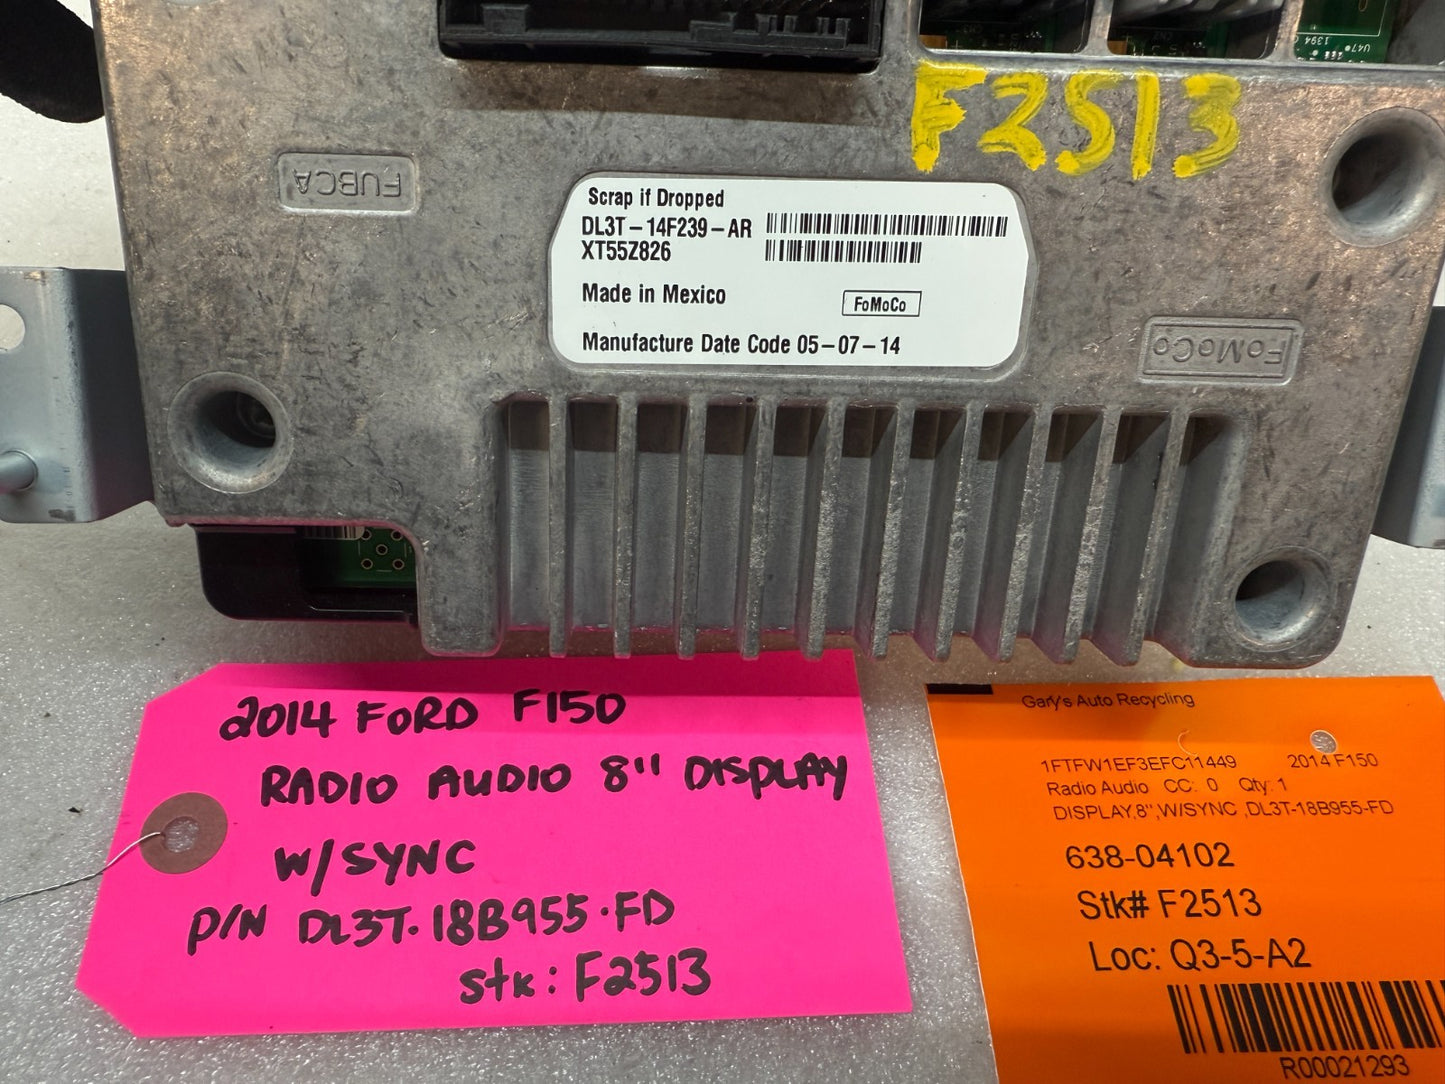 U47
1394
F2513
FUBCA
Scrap if Dropped
DL3T-14F239-AR
XT55Z826
Made in Mexico
FoMoCo
Manufacture Date Code 05-07-14
FoMoCo
2014 FORD F150
RADIO AUDIO 8" DISPLAY
W/SYNC
P/N DL3T-18B955-FD
stk: F2513
Gary's Auto Recycling
1FTFW1EF3EFC11449 2014 F150
Radio Audio CC: 0 Qty: 1
DISPLAY,8",W/SYNC ,DL3T-18B955-FD
638-04102
Stk# F2513
Loc: Q3-5-A2
R00021293